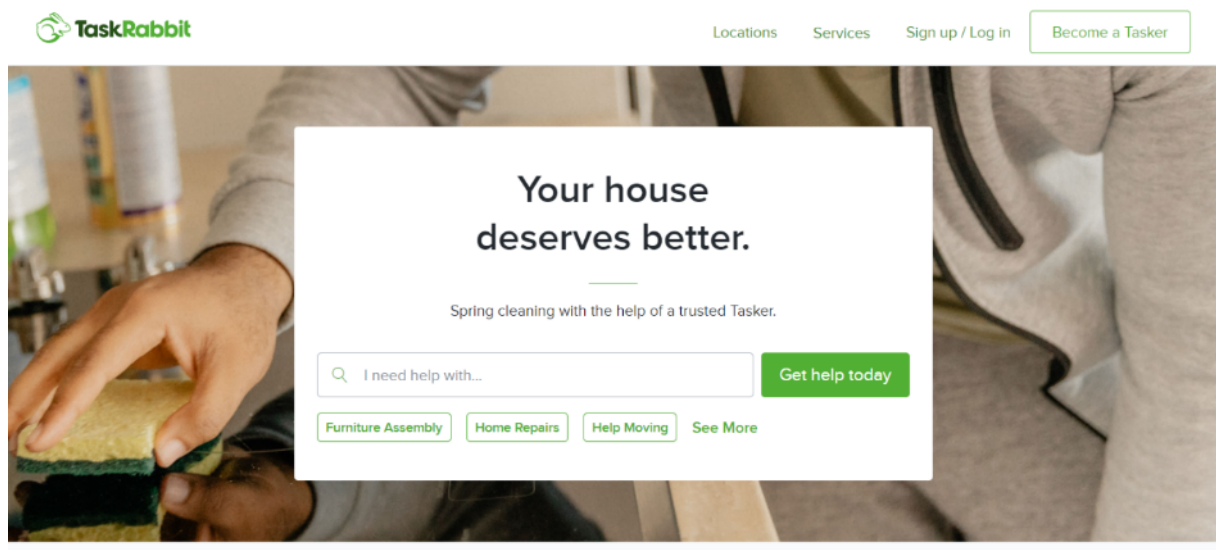 TaskRabbit
Locations
Services
Sign up / Log in
Become a Tasker
Your house
deserves better.
Spring cleaning with the help of a trusted Tasker.
I need help with...
Get help today
Furniture Assembly
Home Repairs
Help Moving
See More